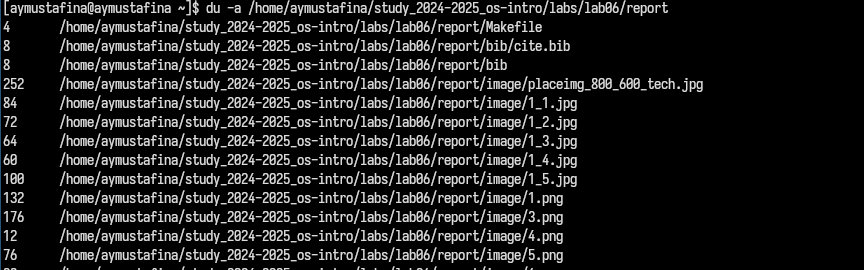 [aymustafina@aymustafina ~]$ du -a /home/aymustafina/study_2024-2025_os-intro/labs/lab06/report
4 /home/aymustafina/study_2024-2025_os-intro/labs/lab06/report/Makefile
8 /home/aymustafina/study_2024-2025_os-intro/labs/lab06/report/bib/cite.bib
8 /home/aymustafina/study_2024-2025_os-intro/labs/lab06/report/bib
252 /home/aymustafina/study_2024-2025_os-intro/labs/lab06/report/image/placeimg_800_600_tech.jpg
84 /home/aymustafina/study_2024-2025_os-intro/labs/lab06/report/image/1_1.jpg
72 /home/aymustafina/study_2024-2025_os-intro/labs/lab06/report/image/1_2.jpg
64 /home/aymustafina/study_2024-2025_os-intro/labs/lab06/report/image/1_3.jpg
60 /home/aymustafina/study_2024-2025_os-intro/labs/lab06/report/image/1_4.jpg
100 /home/aymustafina/study_2024-2025_os-intro/labs/lab06/report/image/1_5.jpg
132 /home/aymustafina/study_2024-2025_os-intro/labs/lab06/report/image/1.png
176 /home/aymustafina/study_2024-2025_os-intro/labs/lab06/report/image/3.png
12 /home/aymustafina/study_2024-2025_os-intro/labs/lab06/report/image/4.png
76 /home/aymustafina/study_2024-2025_os-intro/labs/lab06/report/image/5.png